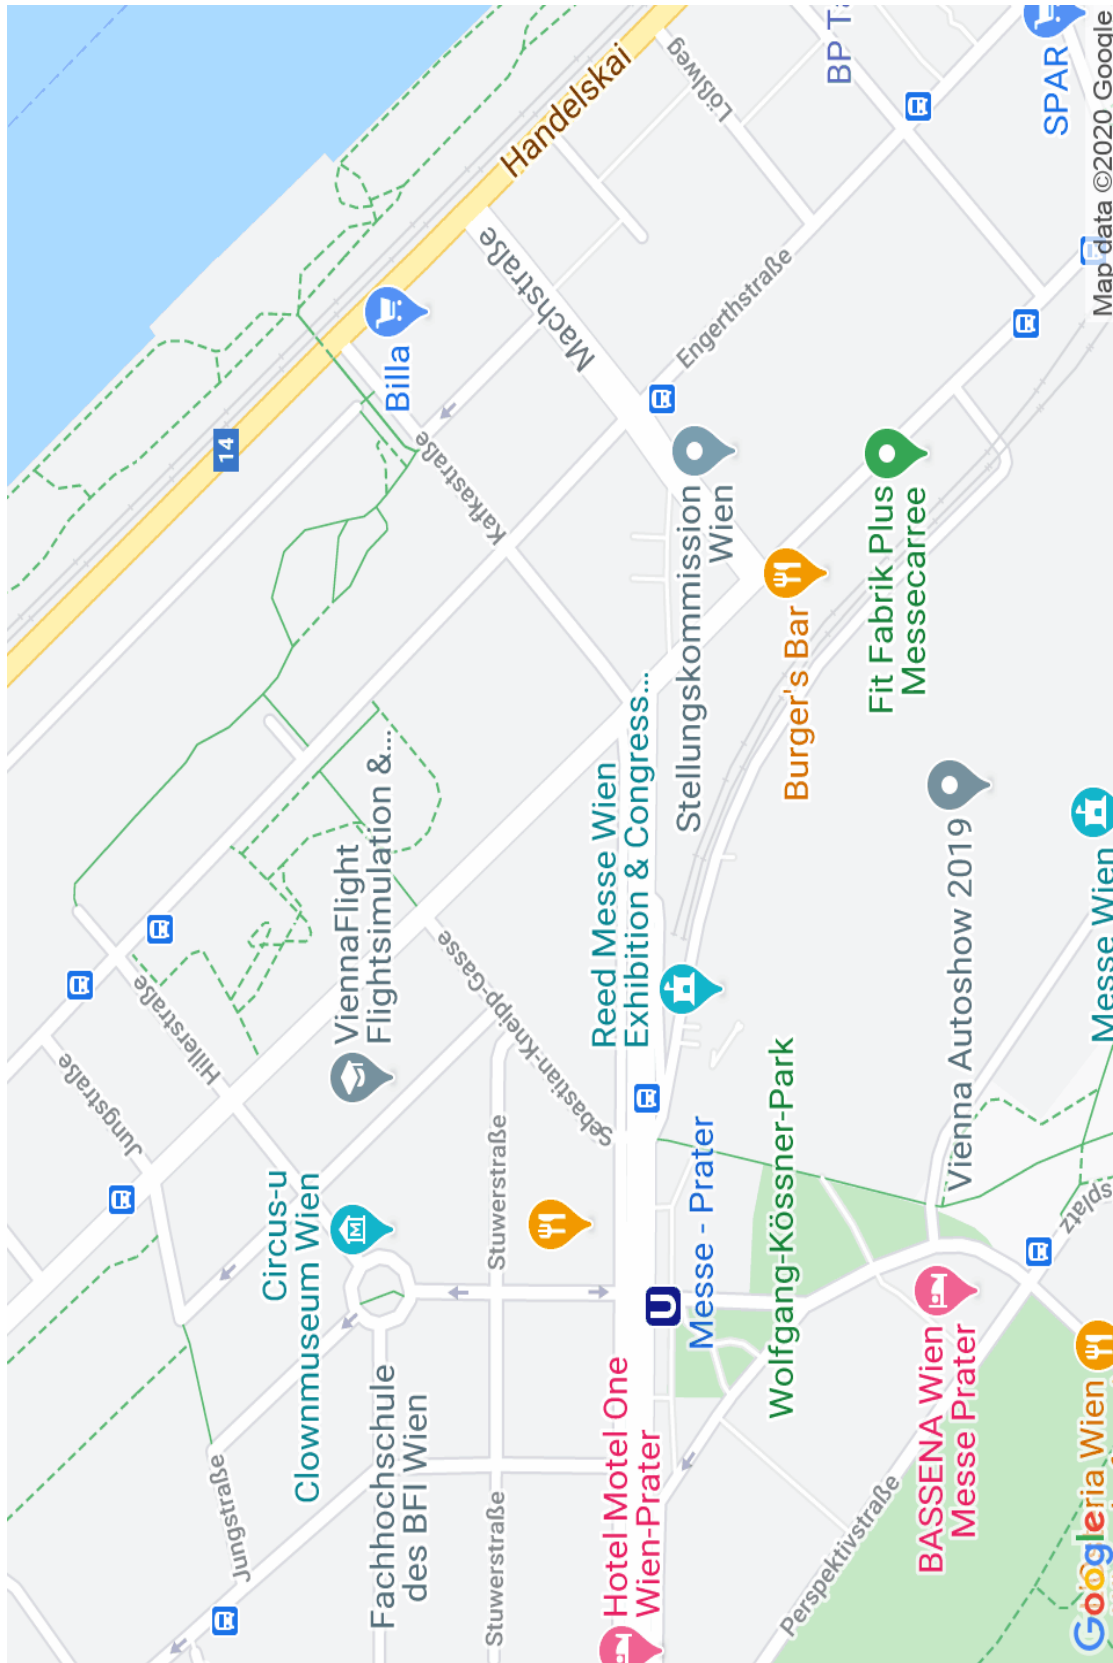 Handelskai
Lößlweg
BP T
SPAR
Map data ©2020 Google
Machstraße
Engerthstraße
Billa
14
Kafkastraße
Stellungskommission
Wien
Fit Fabrik Plus
Messecarree
Burger's Bar
Reed Messe Wien
Exhibition & Congress...
ViennaFlight
Flightsimulation &...
Vienna Autoshow 2019
Messe Wien
Hillerstraße
Jungstraße
Sebastian-Kneipp-Gasse
Stuwerstraße
Circus-u
Clownmuseum Wien
Messe - Prater
U
Wolfgang-Kössner-Park
splatz
BASSENA Wien
Messe Prater
Fachhochschule
des BFI Wien
Hotel Motel One
Wien-Prater
Jungstraße
Stuwerstraße
Perspektivstraße
eria Wien
Google